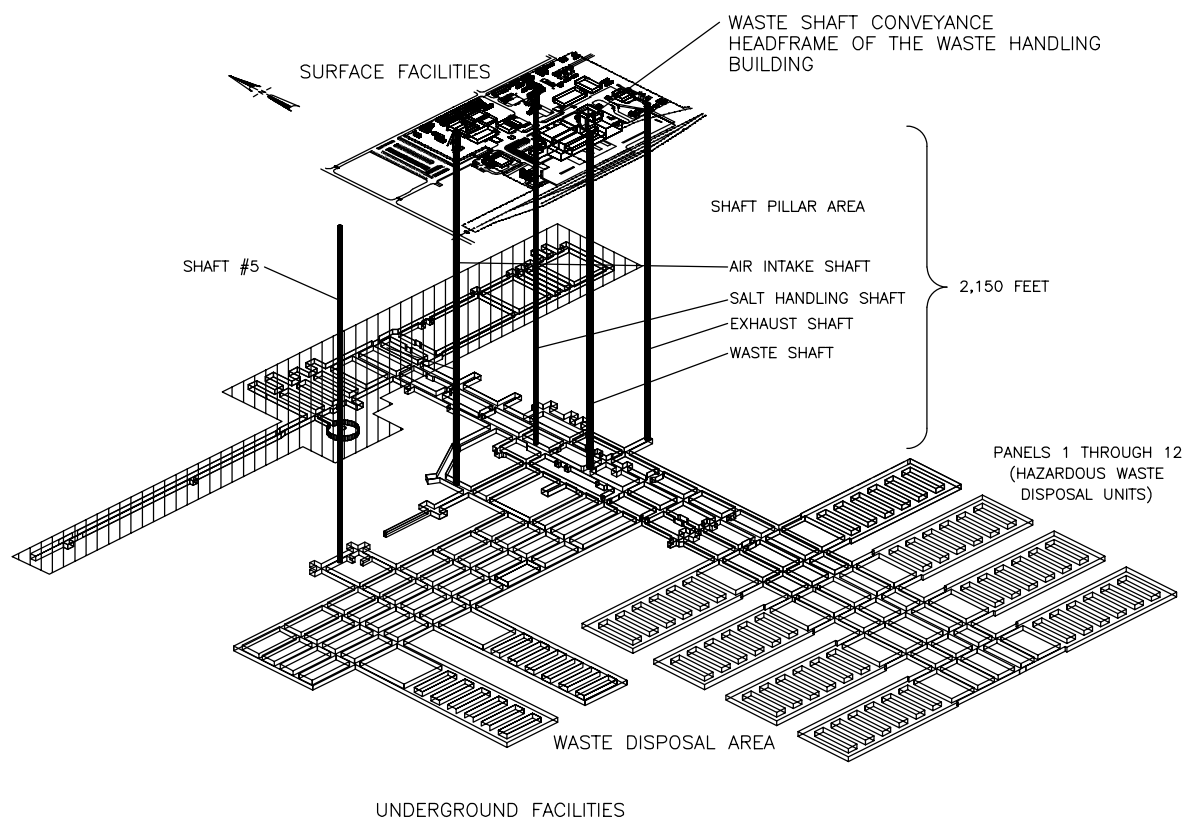 WASTE SHAFT CONVEYANCE
HEADFRAME OF THE WASTE HANDLING
BUILDING
SURFACE FACILITIES
SHAFT PILLAR AREA
SHAFT #5
AIR INTAKE SHAFT
2,150 FEET
SALT HANDLING SHAFT
EXHAUST SHAFT
WASTE SHAFT
PANELS 1 THROUGH 12
(HAZARDOUS WASTE
DISPOSAL UNITS)
WASTE DISPOSAL AREA
UNDERGROUND FACILITIES